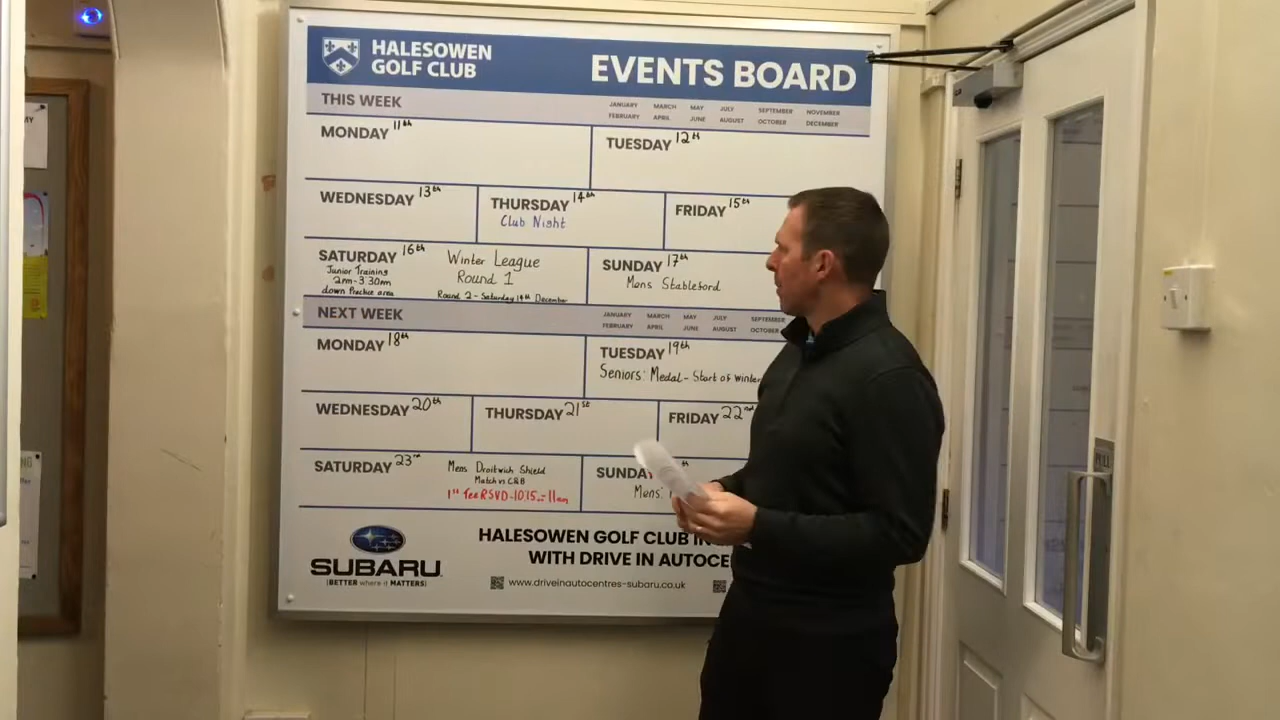 HALESOWEN
GOLF CLUB
EVENTS BOARD
THIS WEEK
JANUARY MARCH MAY JULY SEPTEMBER NOVEMBER
FEBRUARY APRIL JUNE AUGUST OCTOBER DECEMBER
MONDAY 11th
TUESDAY 12th
WEDNESDAY 13th
THURSDAY 14th
Club Night
FRIDAY 15th
SATURDAY 16th
Junior Training
2pm-3.30pm
down Practice area
Winter League
Round 1
Round 2 - Saturday 14th December
SUNDAY 17th
Mens Stableford
NEXT WEEK
JANUARY MARCH MAY JULY SEPTEMBER
FEBRUARY APRIL JUNE AUGUST OCTOBER
MONDAY 18th
TUESDAY 19th
Seniors: Medal - Start of Winter
WEDNESDAY 20th
THURSDAY 21st
FRIDAY 22nd
SATURDAY 23rd
Mens Droitwich Shield
Match vs C&B
1st Tee RSVD-10.15am-11am
SUNDA
Mens
HALESOWEN GOLF CLUB IN
WITH DRIVE IN AUTOCE
SUBARU
BETTER where it MATTERS
www.driveinautocentres-subaru.co.uk
PULL